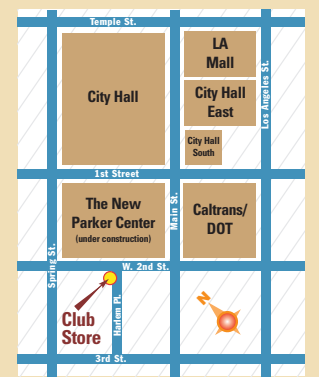 Temple St.
LA
Mall
City Hall
City Hall
East
Los Angeles St.
City Hall
South
1st Street
The New
Parker Center
(under construction)
Main St.
Caltrans/
DOT
Spring St.
W. 2nd St.
Harlem Pl.
Club
Store
N
3rd St.